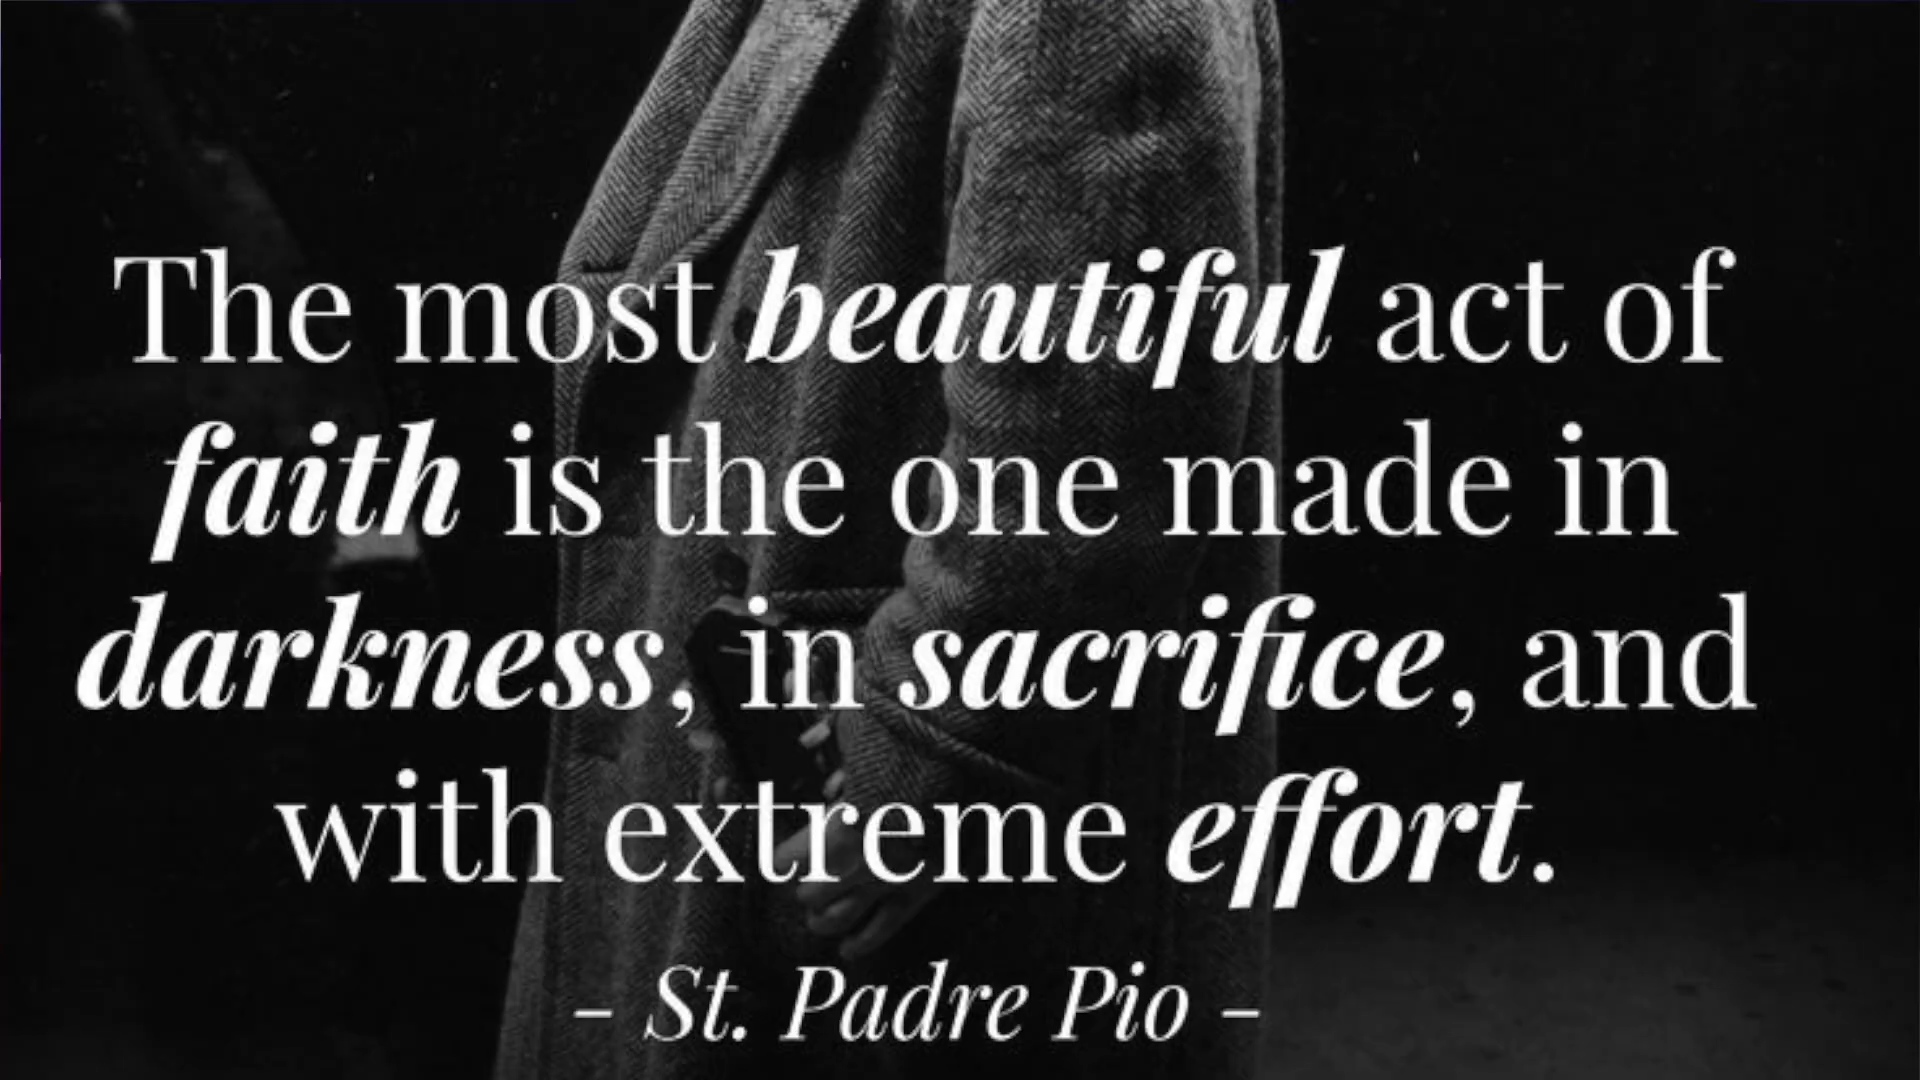 The most beautiful act of
faith is the one made in
darkness, in sacrifice, and
with extreme effort.
– St. Padre Pio –